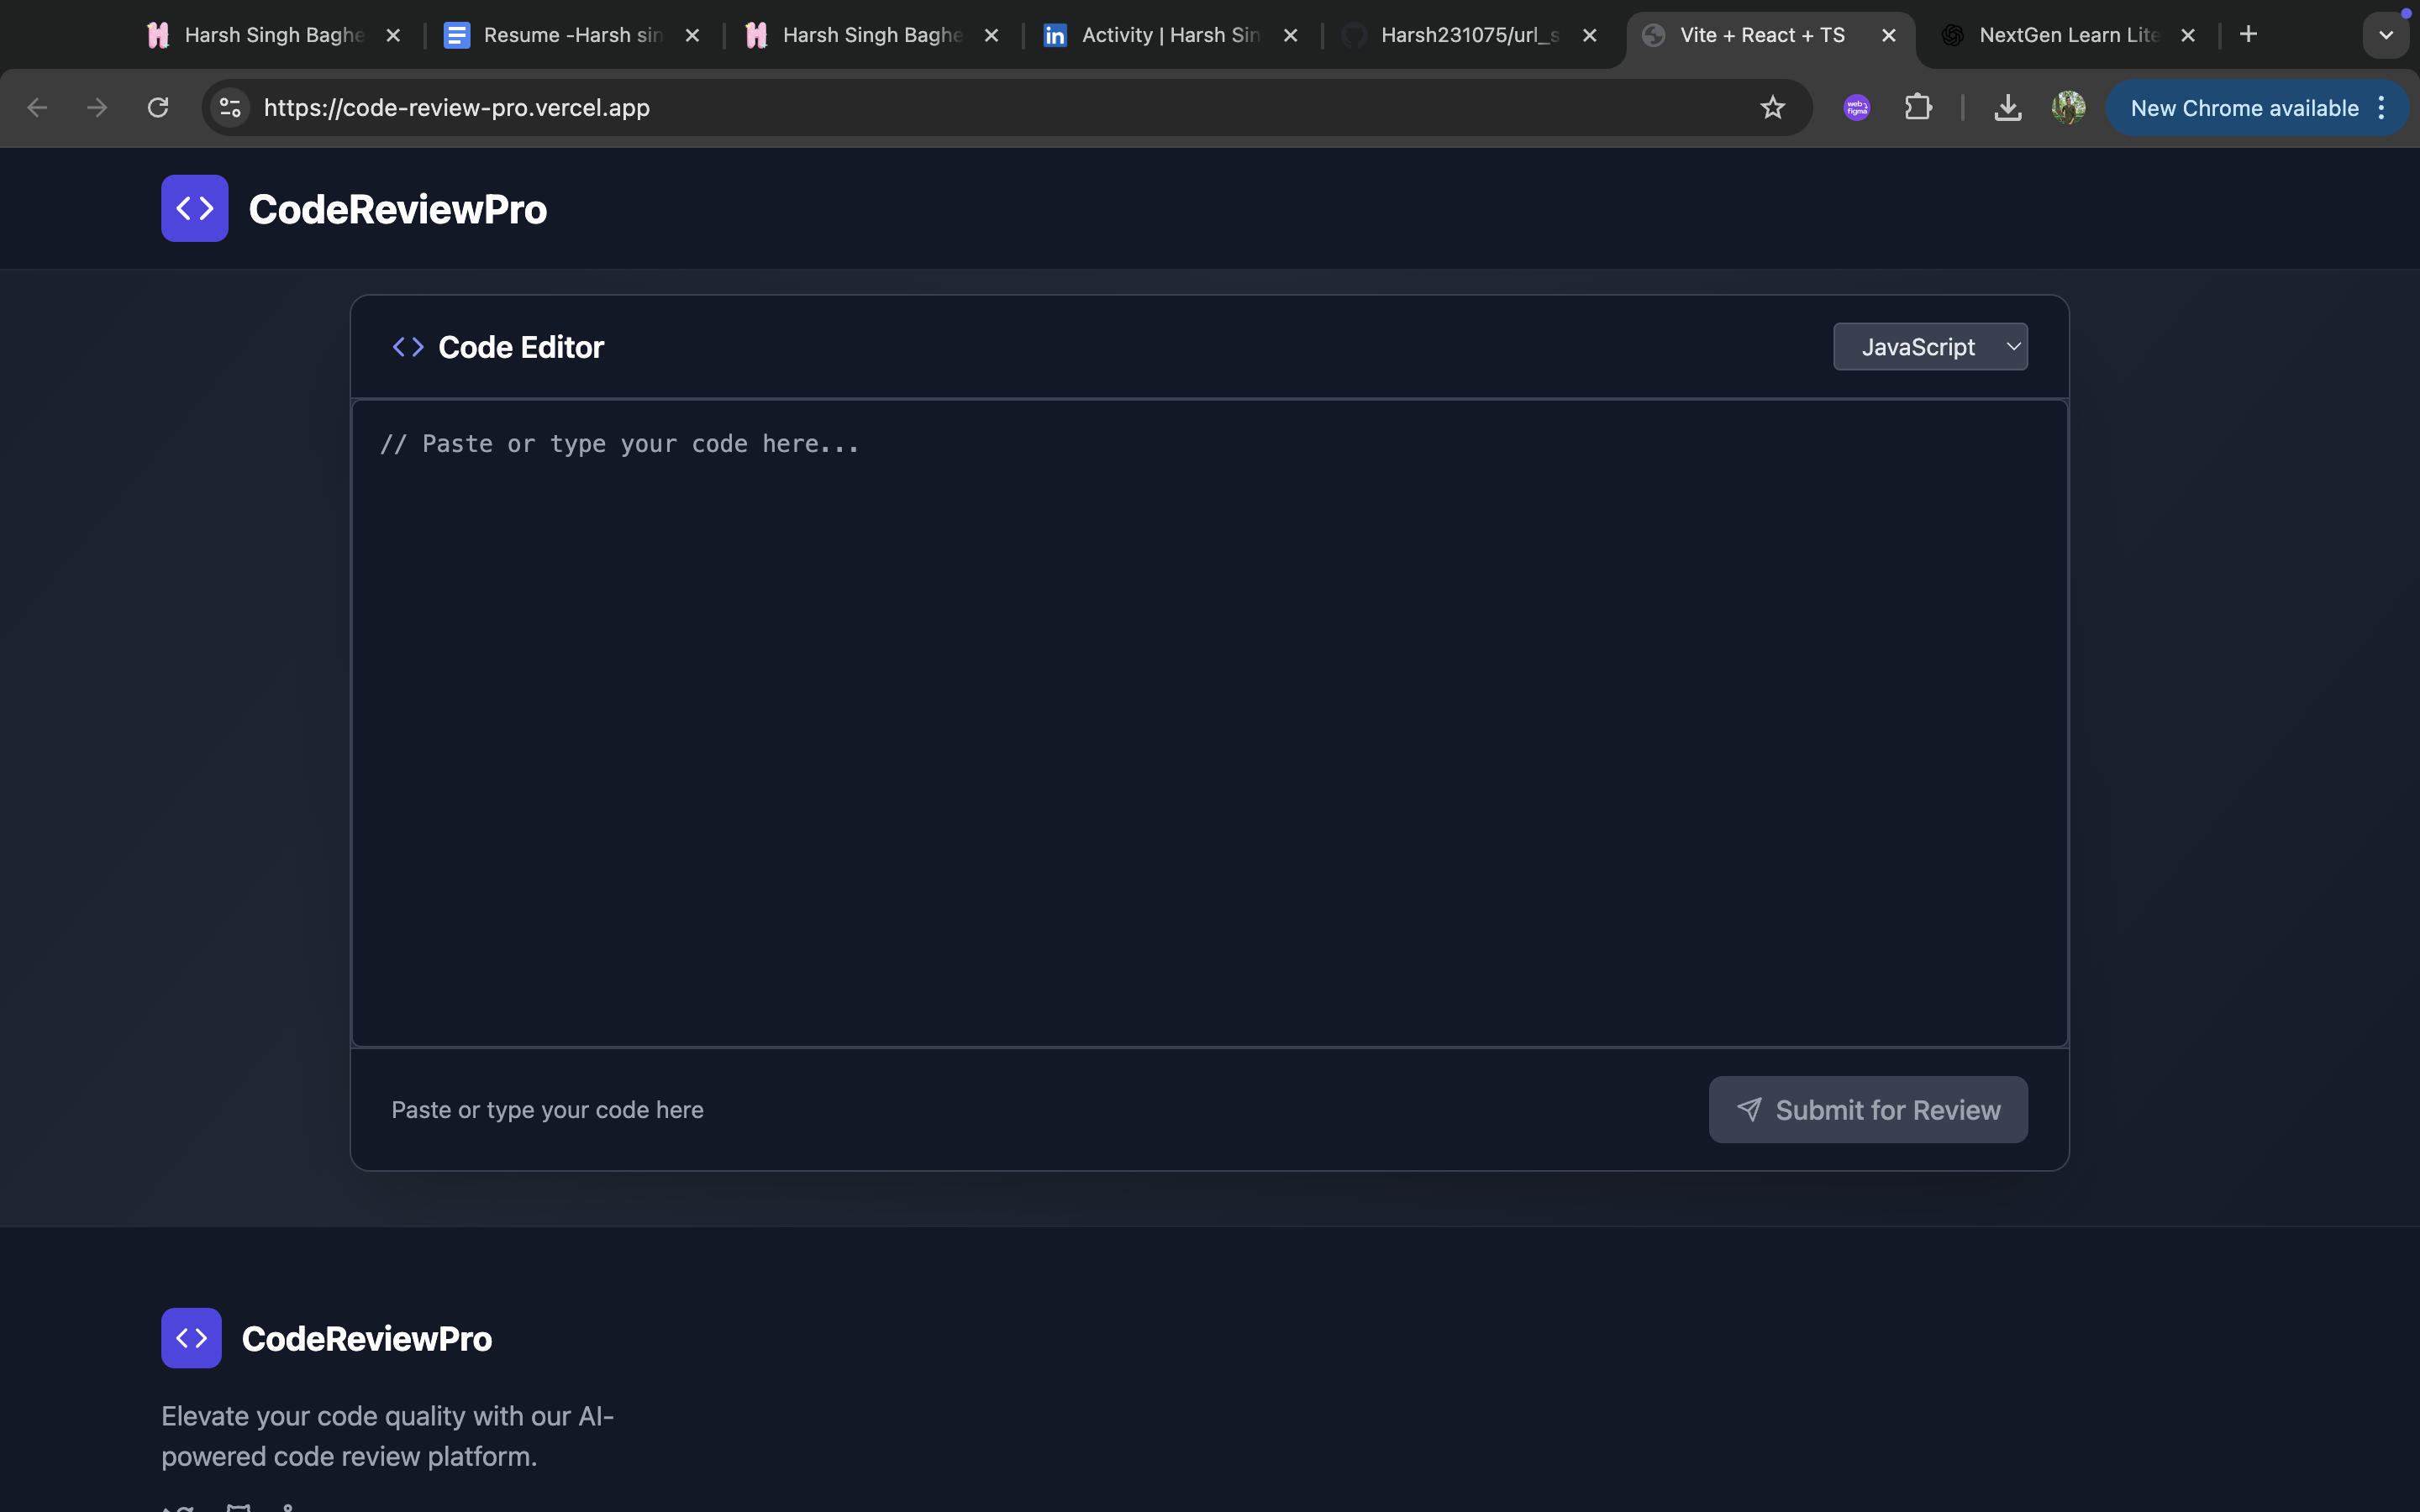 Harsh Singh Baghe
Resume -Harsh sin
Harsh Singh Baghe
Activity | Harsh Sin
Harsh231075/url_s
Vite + React + TS
NextGen Learn Lite
https://code-review-pro.vercel.app
web
figma
New Chrome available
CodeReviewPro
Code Editor
JavaScript
// Paste or type your code here...
Paste or type your code here
Submit for Review
CodeReviewPro
Elevate your code quality with our AI-
powered code review platform.